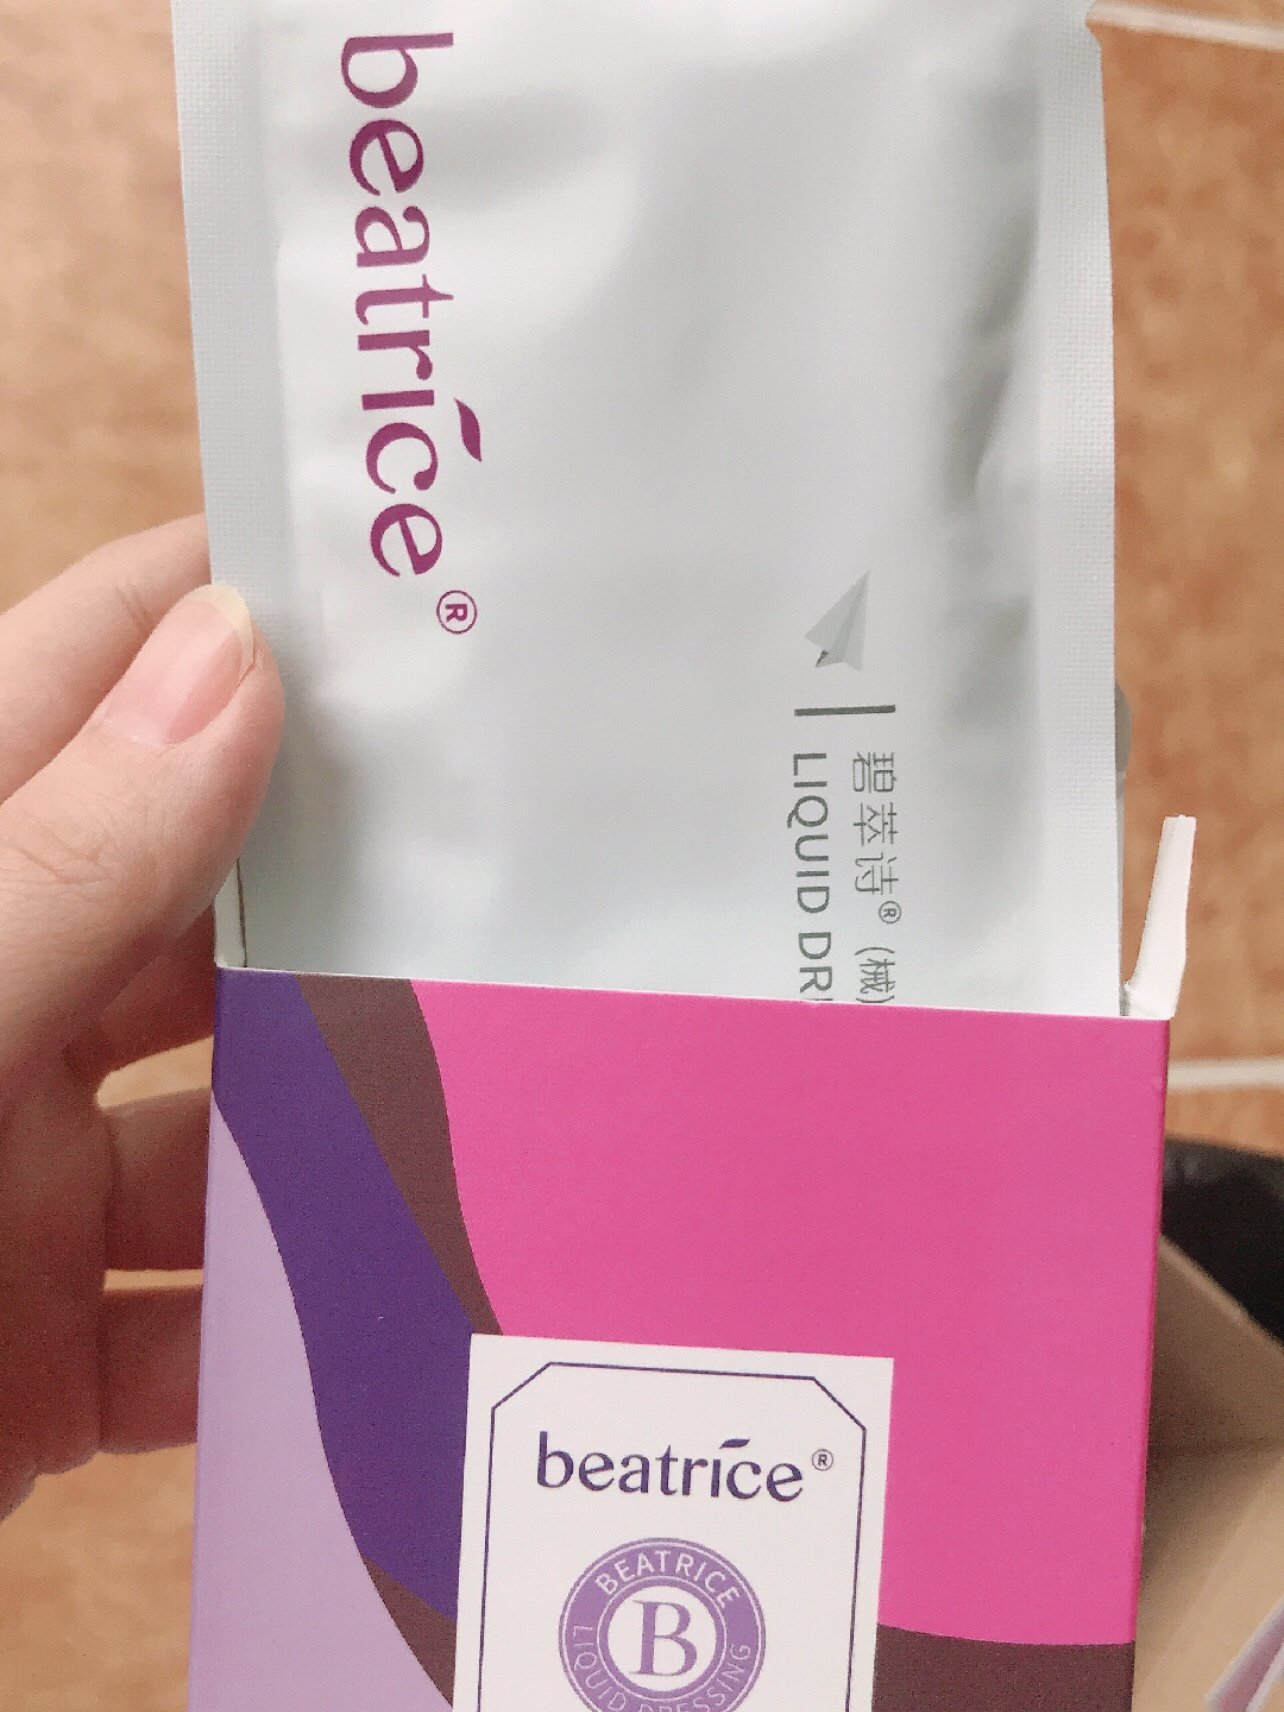 beatrice®
碧萃诗®（械）
LIQUID DR
beatrice®
BEATRICE
B
LIQUID DRESSING